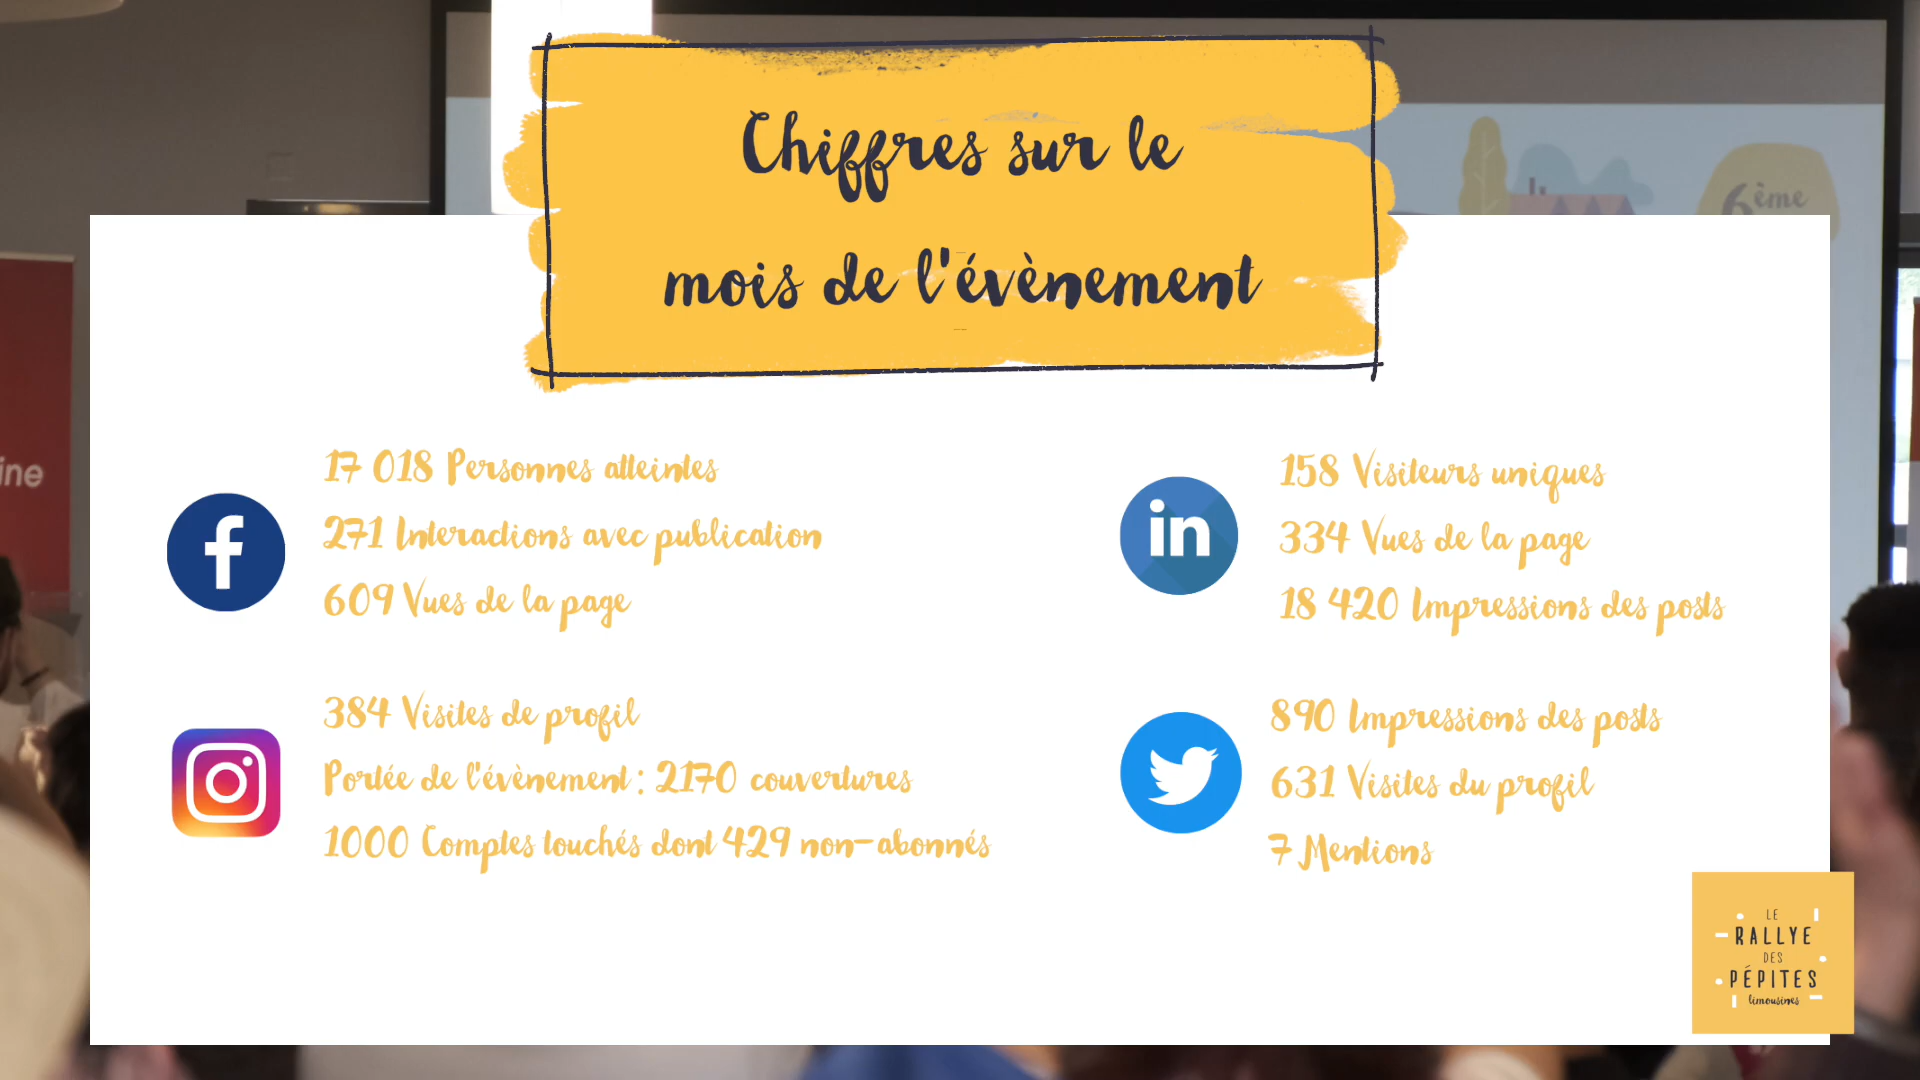 Chiffres sur le
mois de l'évènement
6ème
ine
17 018 Personnes atteintes
271 Interactions avec publication
609 Vues de la page
158 Visiteurs uniques
334 Vues de la page
18 420 Impressions des posts
384 Visites de profil
Portée de l'évènement : 2170 couvertures
1000 Comptes touchés dont 429 non-abonnés
890 Impressions des posts
631 Visites du profil
7 Mentions
LE
RALLYE
DES
PÉPITES
limousines